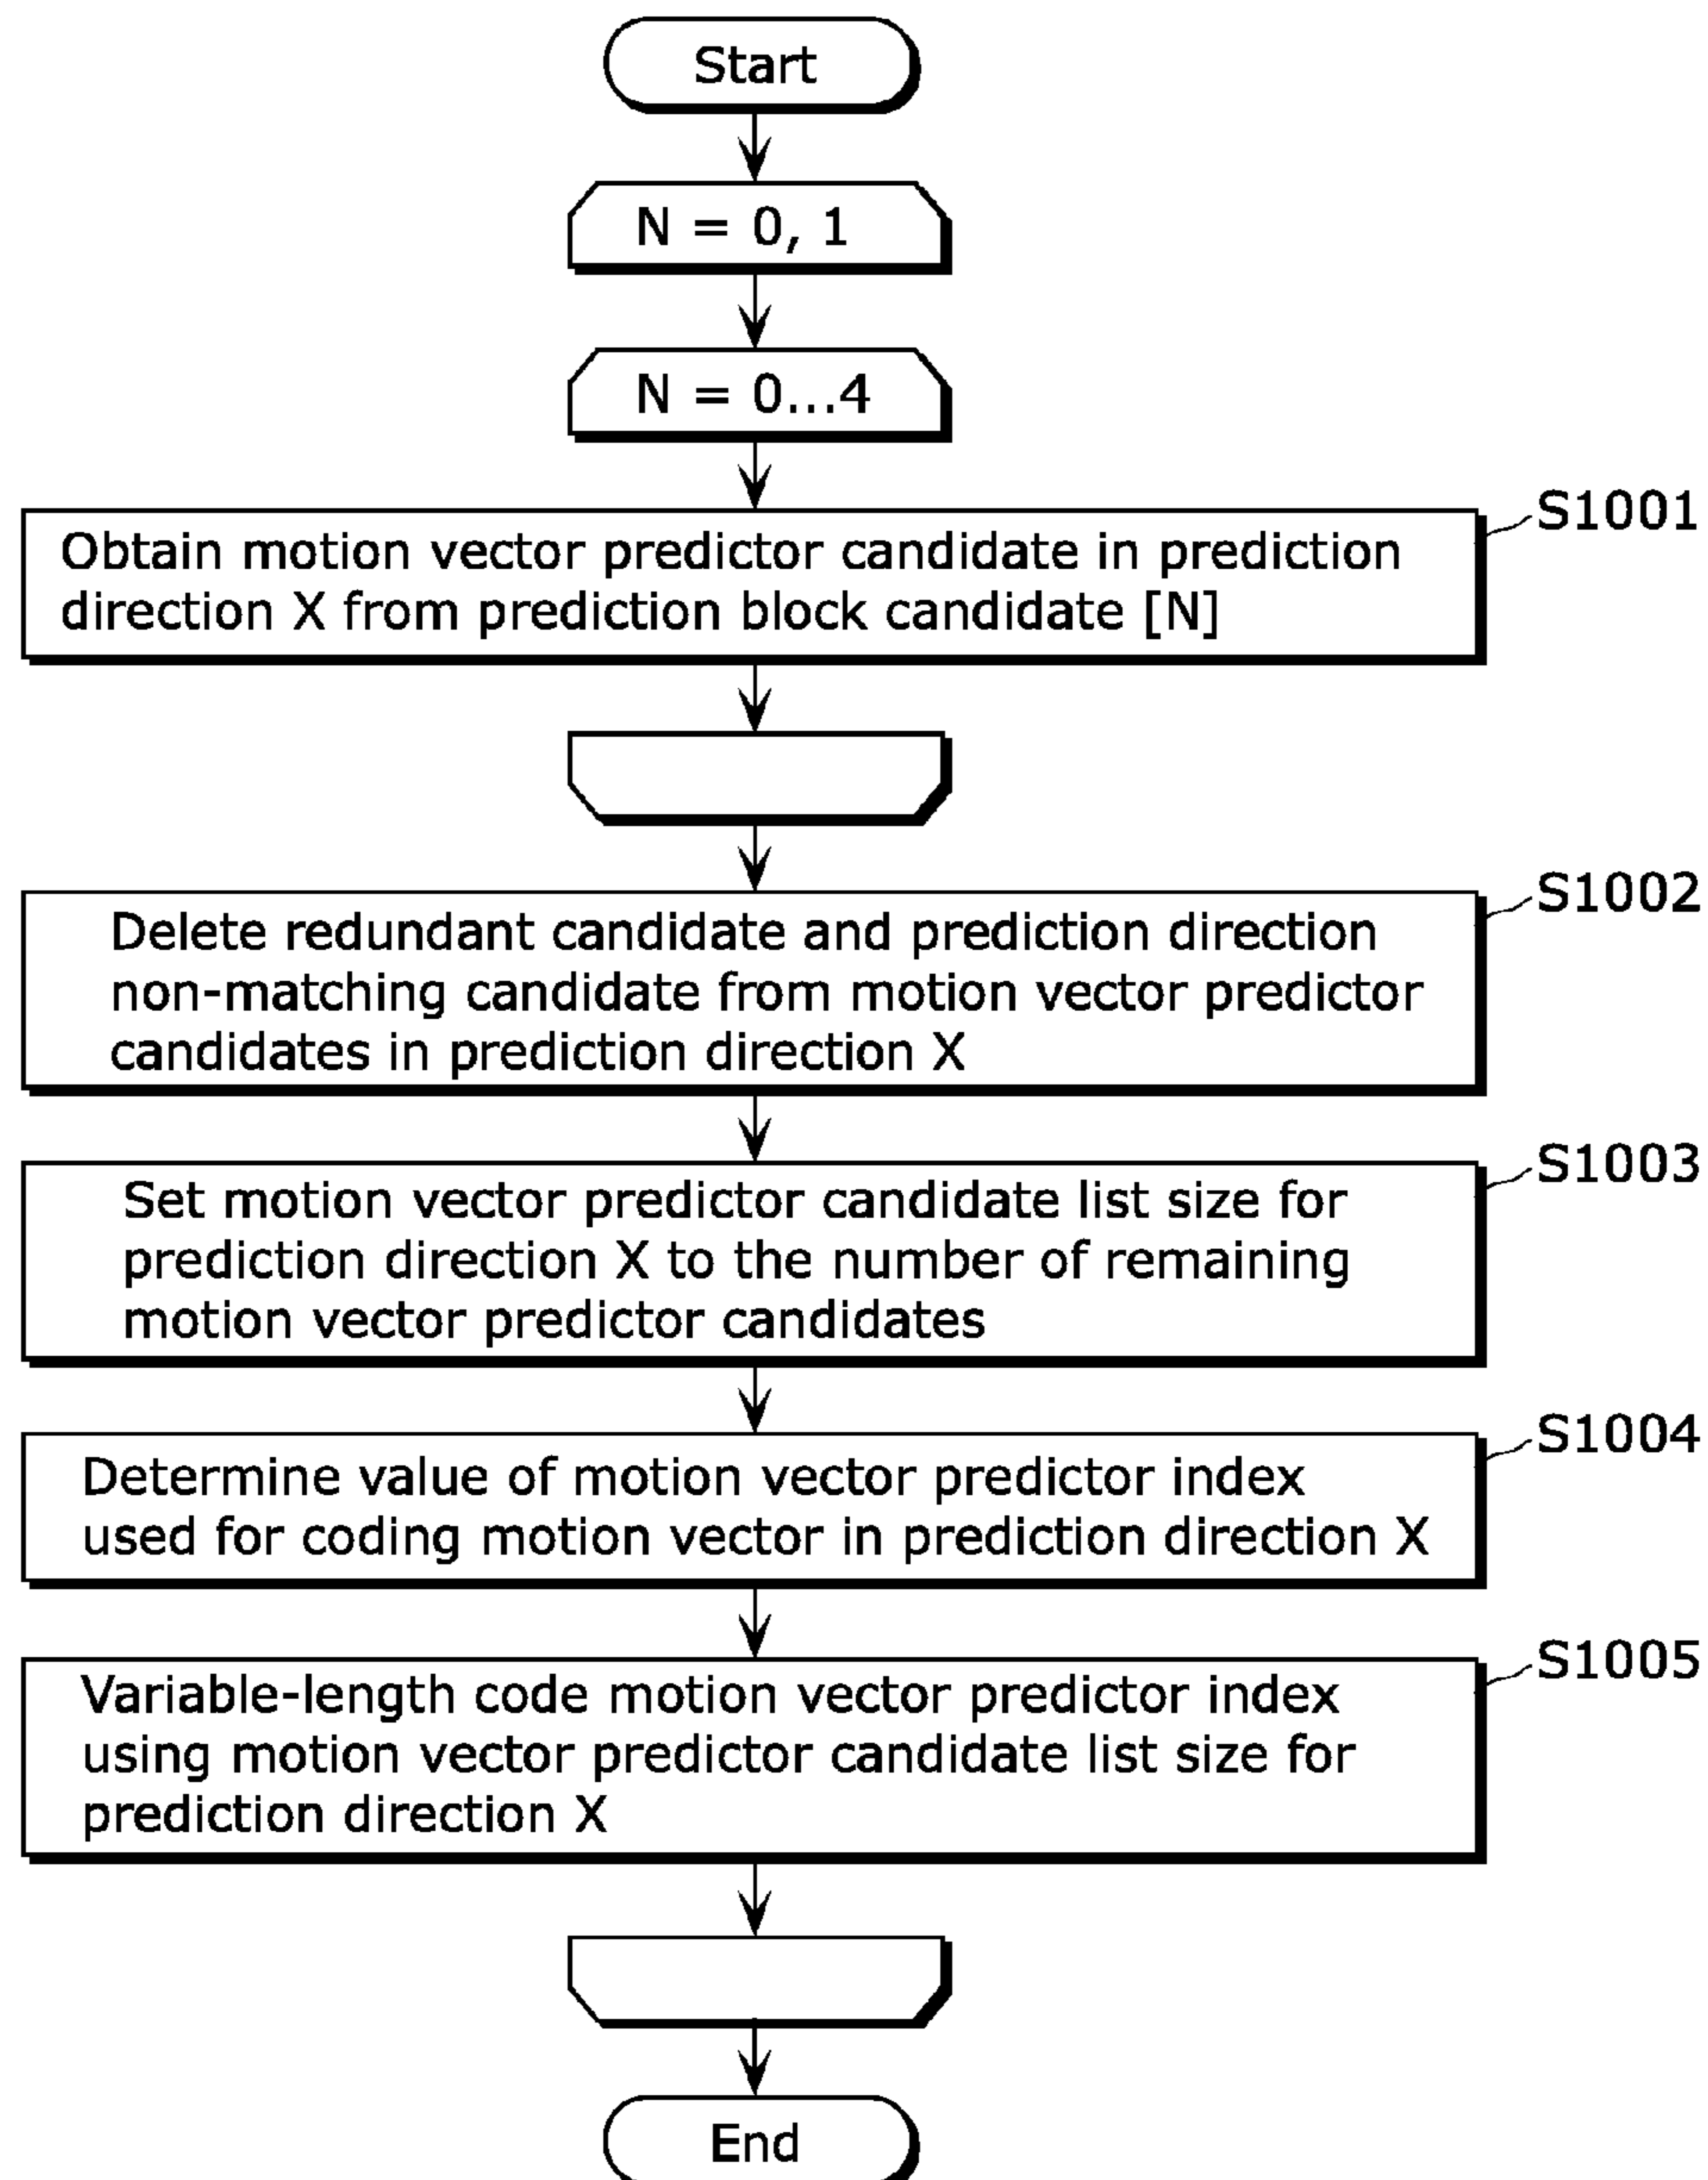 Start
N = 0, 1
N = 0...4
S1001
Obtain motion vector predictor candidate in prediction
direction X from prediction block candidate [N]
S1002
Delete redundant candidate and prediction direction
non-matching candidate from motion vector predictor
candidates in prediction direction X
S1003
Set motion vector predictor candidate list size for
prediction direction X to the number of remaining
motion vector predictor candidates
S1004
Determine value of motion vector predictor index
used for coding motion vector in prediction direction X
S1005
Variable-length code motion vector predictor index
using motion vector predictor candidate list size for
prediction direction X
End